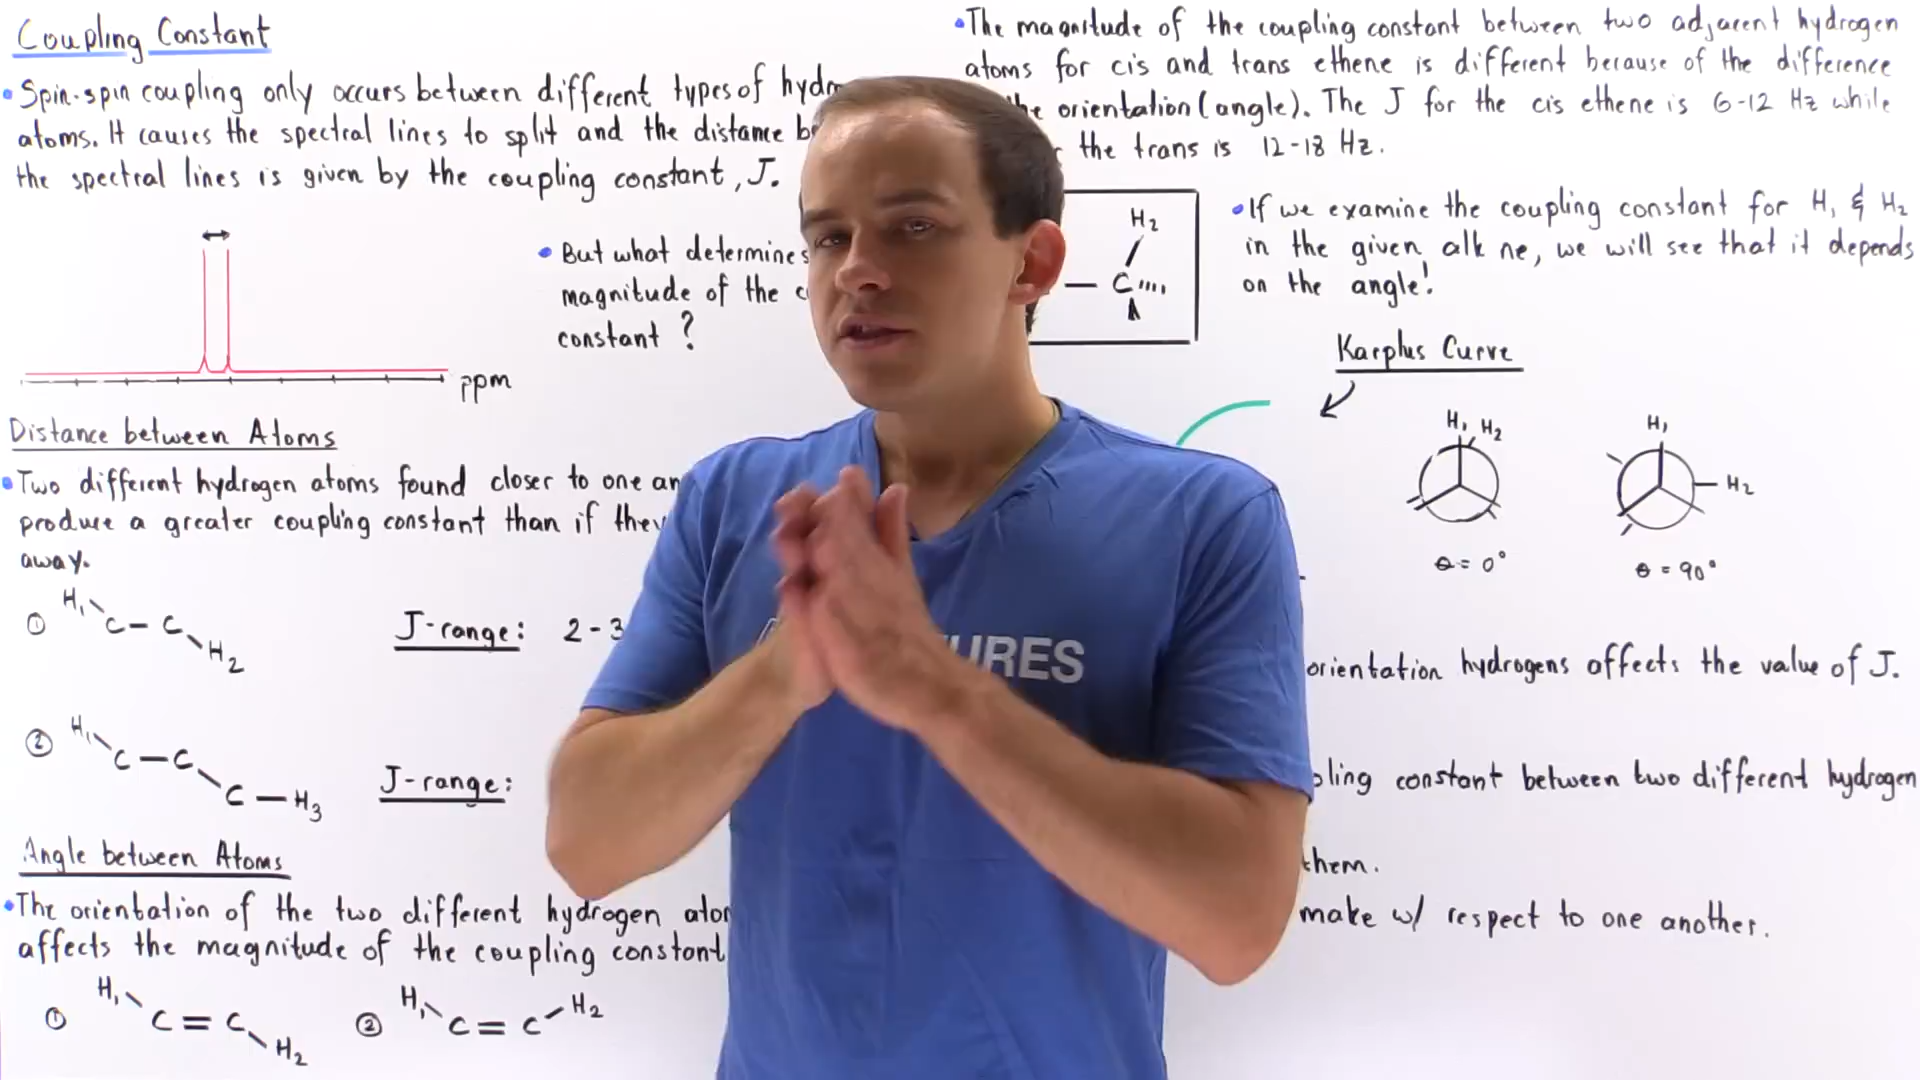 Coupling Constant
• Spin-spin coupling only occurs between different types of
atoms. It causes the spectral lines to split and the distance
the spectral lines is given by the coupling constant, J.
ppm
• But what determines
magnitude of the
constant ?
Distance between Atoms
• Two different hydrogen atoms found closer to one
produce a greater coupling constant than if they
away.
① H₁ C - C H₂
J-range: 2-3
② H₁ C - C C - H₃
J-range:
Angle between Atoms
• The orientation of the two different hydrogen
affects the magnitude of the coupling constant
① H₁ C = C H₂
② H₁ C = C H₂
• The magnitude of the coupling constant between two adjacent hydrogen
atoms for cis and trans ethene is different because of the difference
orientation (angle). The J for the cis ethene is 6-12 Hz while
the trans is 12-18 Hz.
H₂
- C
• If we examine the coupling constant for H₁ & H₂
in the given alk ne, we will see that it depends
on the angle!
Karplus Curve
H₁ H₂
θ = 0°
H₁
H₂
θ = 90°
orientation hydrogens affects the value of J.
constant between two different hydrogen
them.
make w/ respect to one another.
URES